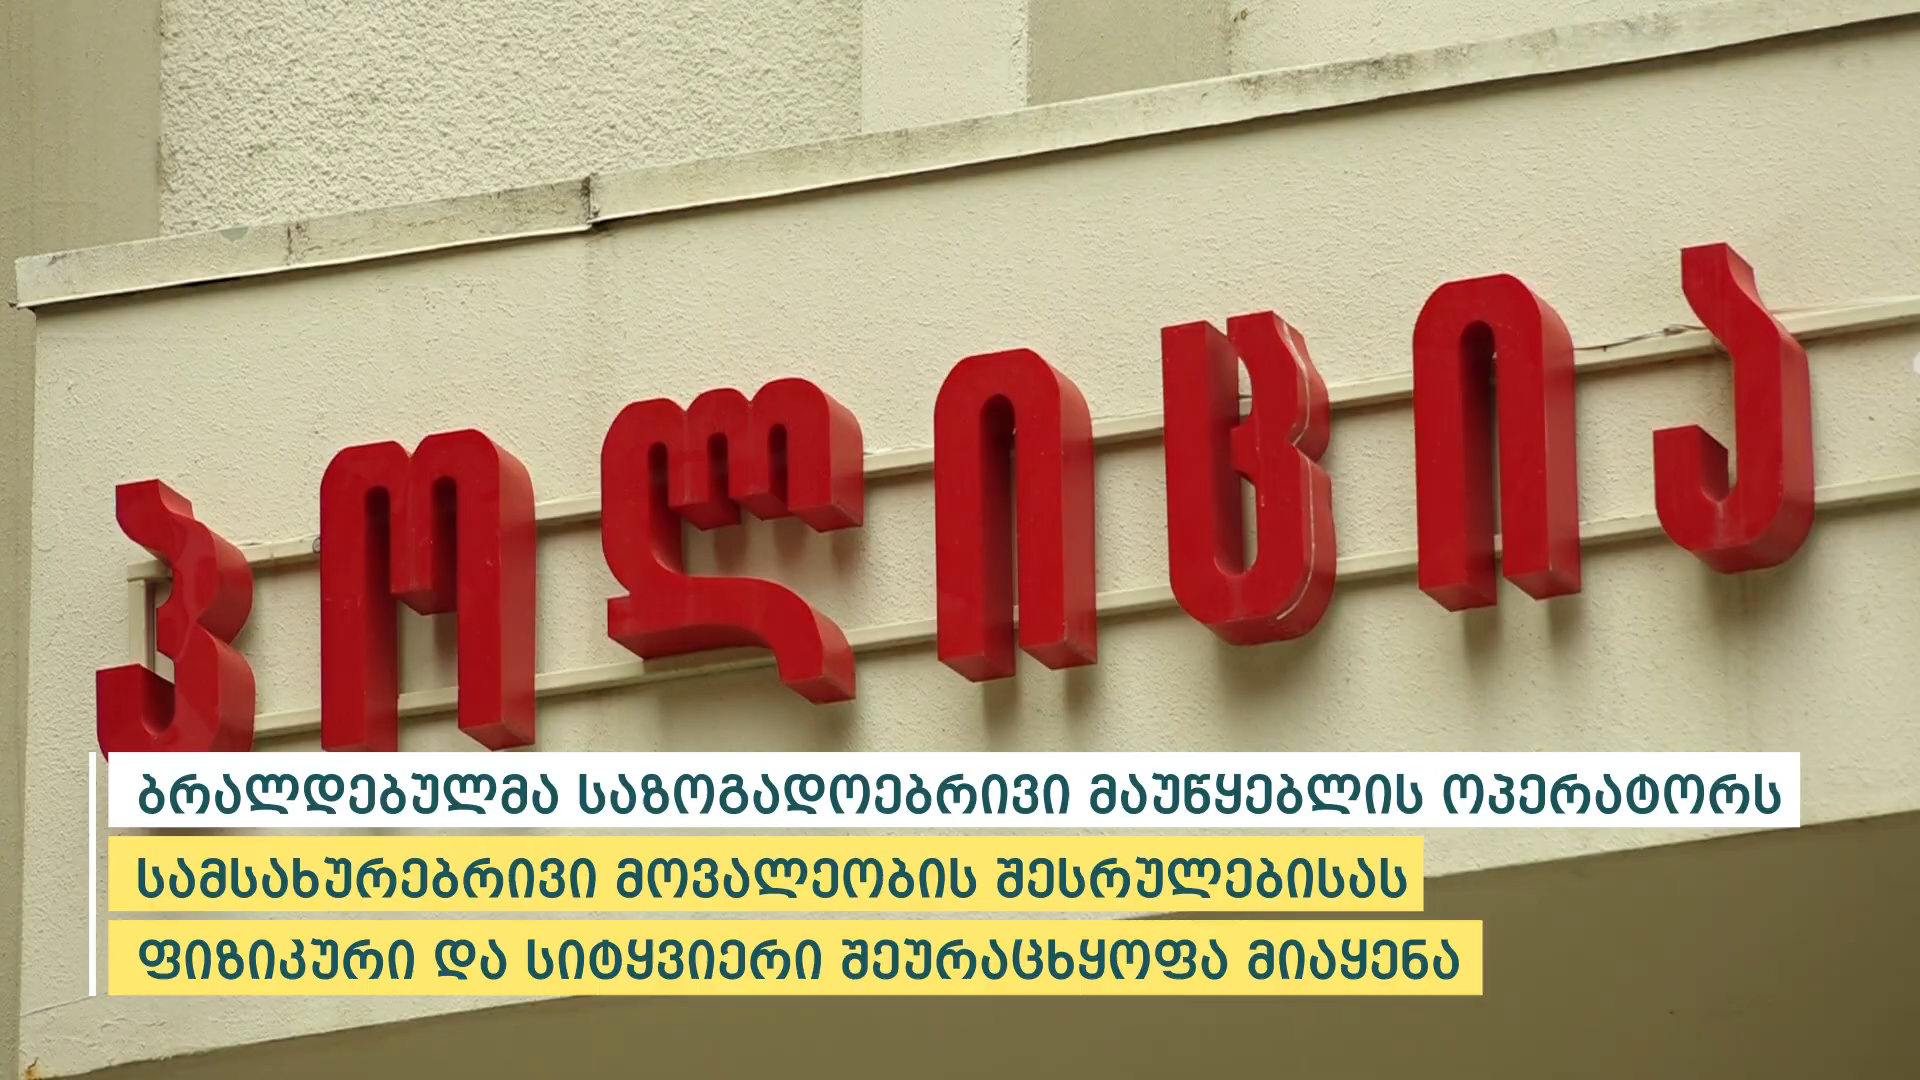 პოლიცია
ბრალდებულმა საზოგადოებრივი მაუწყებლის ოპერატორს
სამსახურებრივი მოვალეობის შესრულებისას
ფიზიკური და სიტყვიერი შეურაცხყოფა მიაყენა